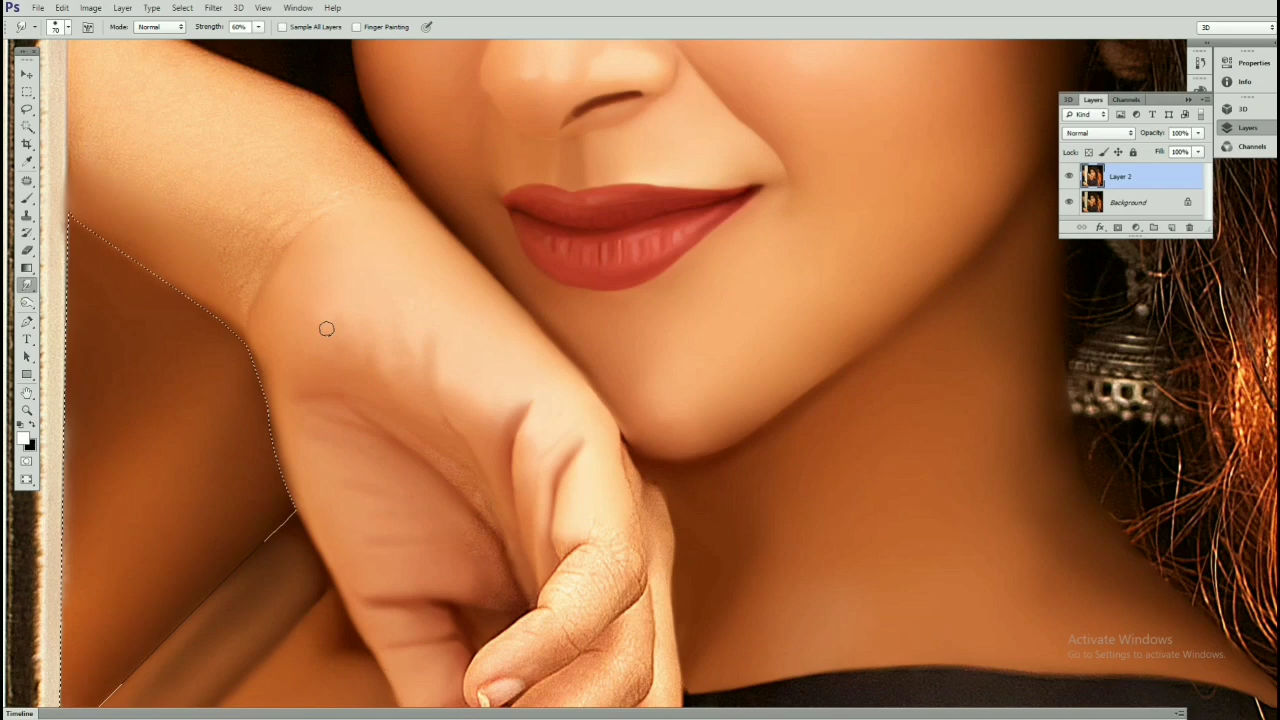 Ps File Edit Image Layer Type Select Filter 3D View Window Help
70 Mode: Normal Strength: 60% Sample All Layers Finger Painting 3D
Properties
Info
3D
Layers
Channels
3D Layers Channels
Kind
Normal Opacity: 100%
Lock: Fill: 100%
Layer 2
Background
Activate Windows
Go to Settings to activate Windows.
Timeline